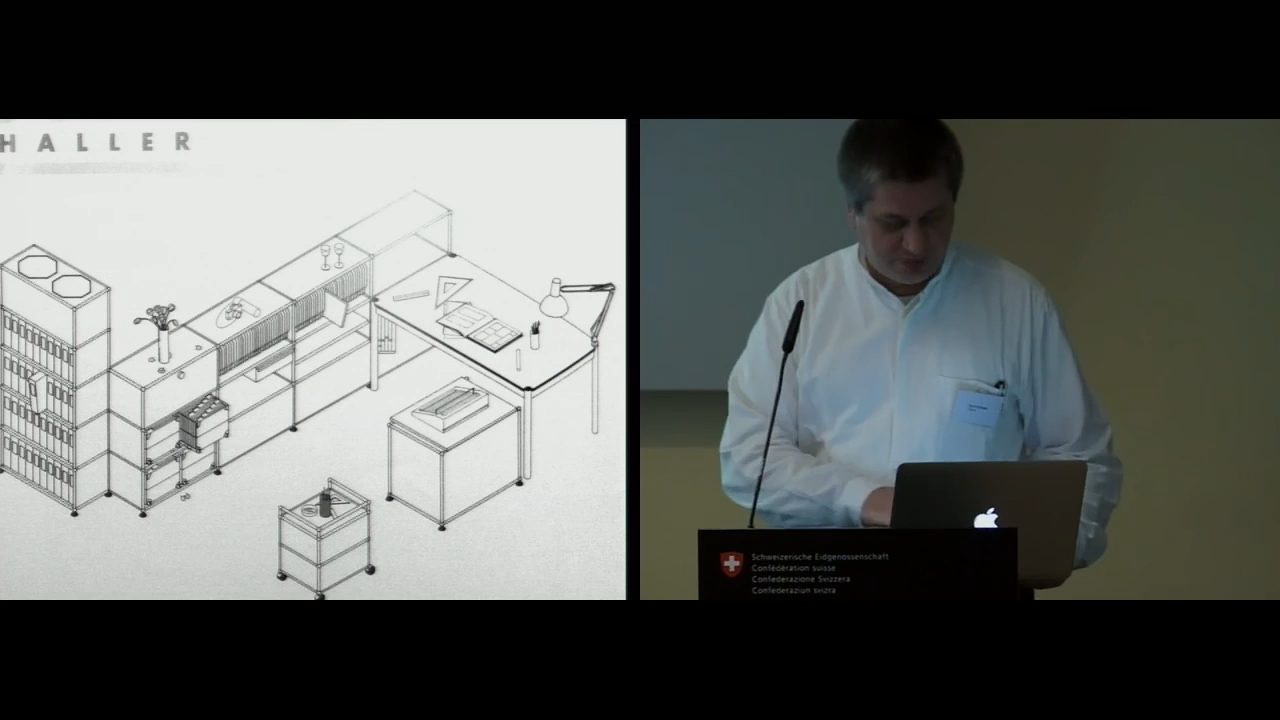 HALLER
Schweizerische Eidgenossenschaft
Confédération suisse
Confederazione Svizzera
Confederaziun svizra